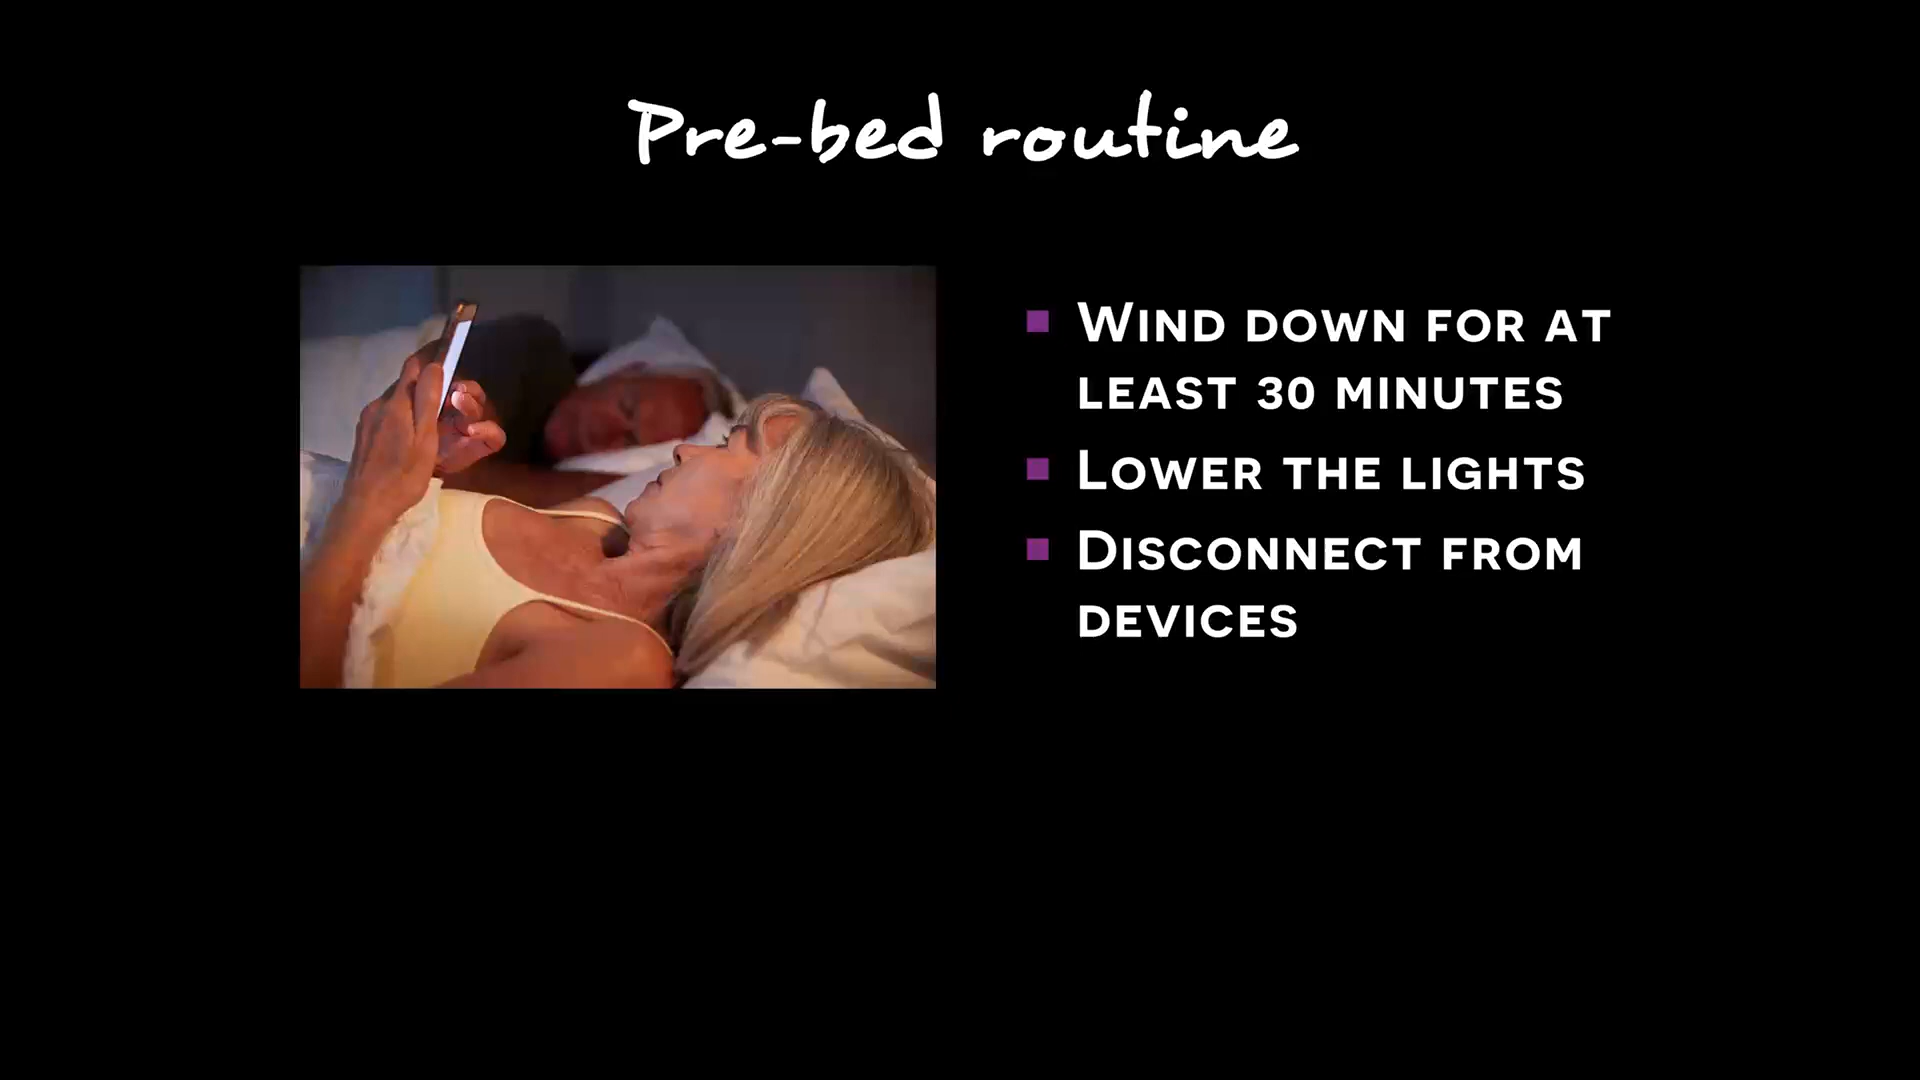 Pre-bed routine
Wind down for at
least 30 minutes
Lower the lights
Disconnect from
devices